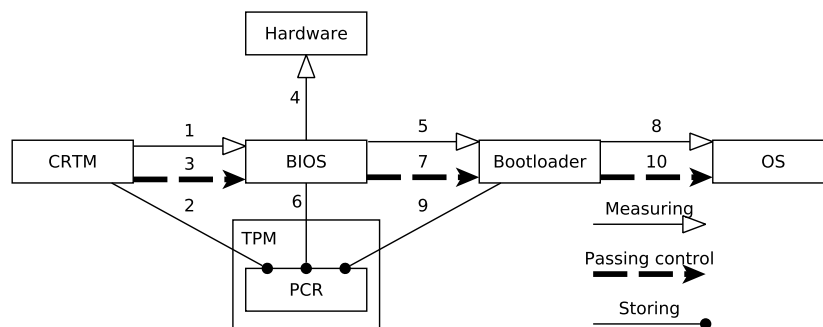 Hardware
4
1
5
8
CRTM
BIOS
Bootloader
OS
3
7
10
2
6
9
Measuring
TPM
Passing control
PCR
Storing